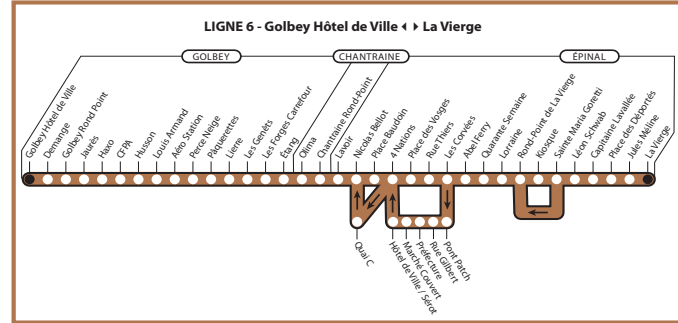 LIGNE 6 - Golbey Hôtel de Ville La Vierge
GOLBEY
CHANTRAINE
ÉPINAL
Golbey Hôtel de Ville
Demange
Golbey Rond Point
Jaurès
Haxo
CFPA
Husson
Louis Armand
Aéro Station
Perce Neige
Pâquerettes
Lierre
Les Genêts
Les Forges Carrefour
Étang
Olima
Chantraine Rond-Point
Lavoir
Nicolas Bellot
Place Baudoin
4 Nations
Place des Vosges
Rue Thiers
Les Corvées
Abel Ferry
Quarante Semaine
Lorraine
Rond-Point de La Vierge
Kiosque
Sainte Maria Goretti
Léon Schwab
Capitaine Lavallée
Place des Déportés
Jules Méline
La Vierge
Quai C
Hôtel de Ville / Sérot
Marché Couvert
Préfecture
Rue Gilbert
Pont Patch